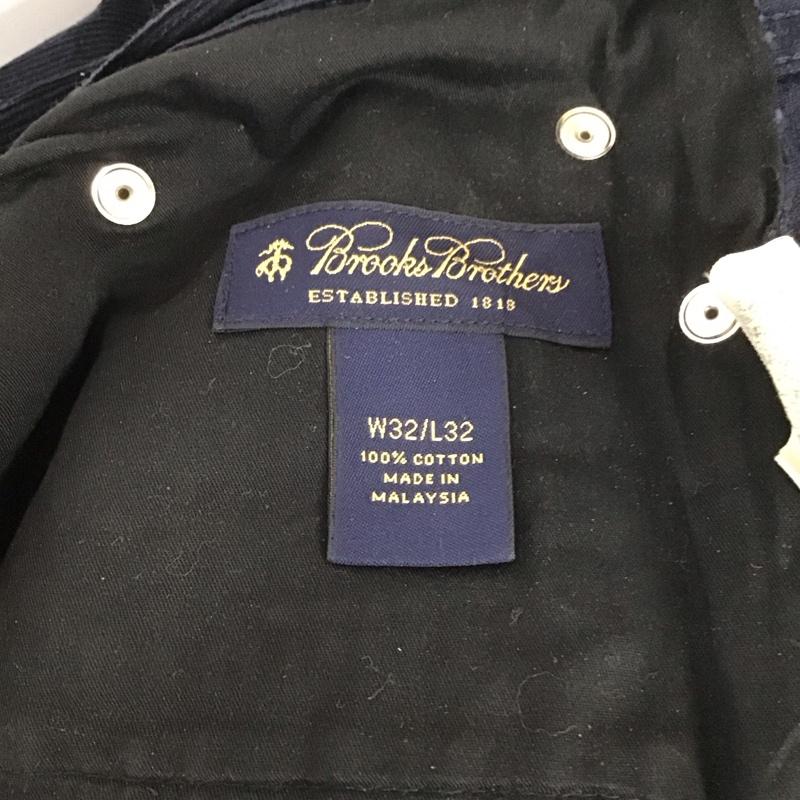 Brooks Brothers
ESTABLISHED 1818
W32/L32
100% COTTON
MADE IN
MALAYSIA